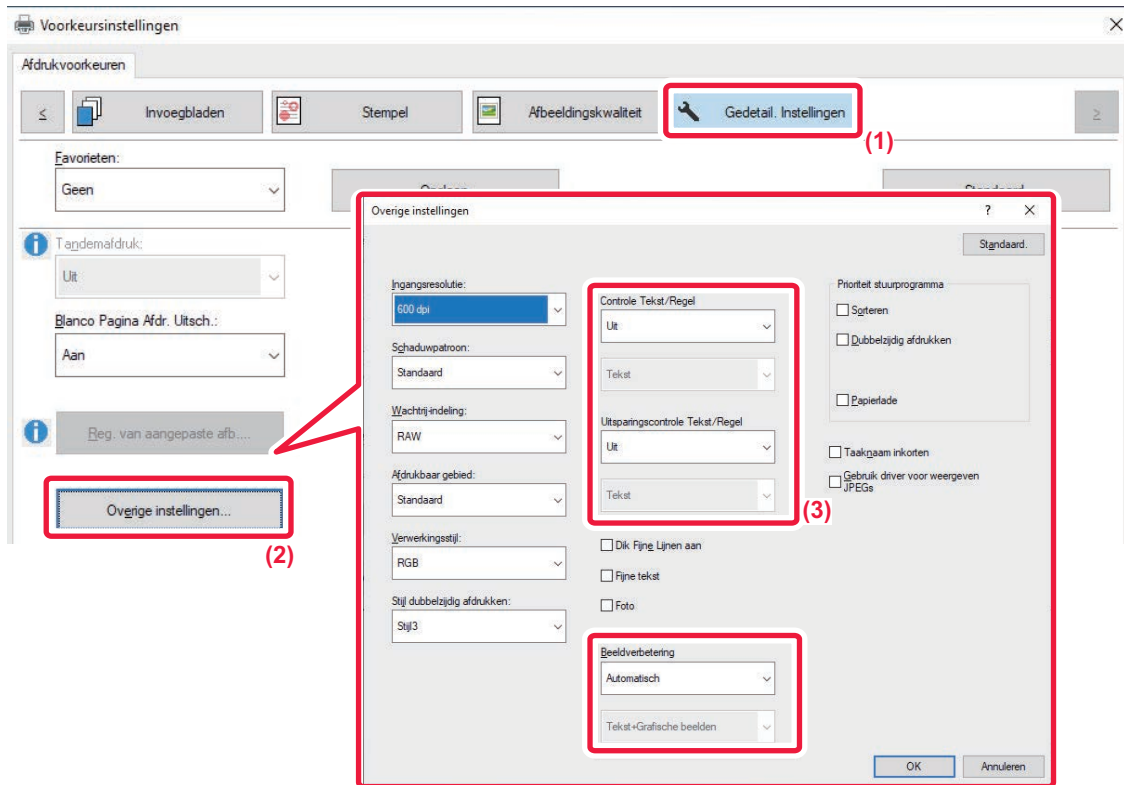 Voorkeursinstellingen
Afdrukvoorkeuren
≤
Invoegbladen
Stempel
Afbeeldingskwaliteit
Gedetail. Instellingen
≥
(1)
Favorieten:
Geen
Tandemafdruk:
Uit
Blanco Pagina Afdr. Uitsch.:
Aan
Reg. van aangepaste afb....
Overige instellingen...
(2)
Overige instellingen
?
Standaard.
Ingangsresolutie:
600 dpi
Schaduwpatroon:
Standaard
Wachtrij-indeling:
RAW
Afdrukbaar gebied:
Standaard
Verwerkingsstijl:
RGB
Stijl dubbelzijdig afdrukken:
Stijl3
Controle Tekst/Regel
Uit
Tekst
Uitsparingscontrole Tekst/Regel
Uit
Tekst
(3)
Dik Fijne Lijnen aan
Fijne tekst
Foto
Beeldverbetering
Automatisch
Tekst+Grafische beelden
Prioriteit stuurprogramma
Sorteren
Dubbelzijdig afdrukken
Papierlade
Taaknaam inkorten
Gebruik driver voor weergeven
JPEGs
OK
Annuleren